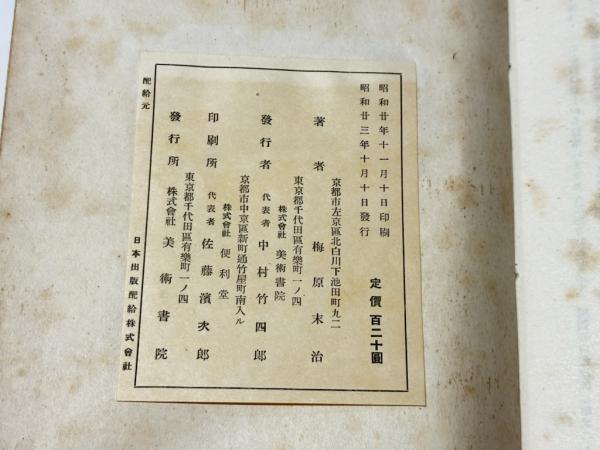 昭和廿年十一月十日印刷
昭和廿三年十月十日發行
定價百二十圓
京都市左京區北白川下池田町九二
著者 梅原末治
東京都千代田區有樂町一ノ四
株式會社 美術書院
發行者 代表者 中村竹四郎
京都市中京區新町通竹屋町南入ル
株式會社 便利堂
印刷所 代表者 佐藤濱次郎
東京都千代田區有樂町一ノ四
發行所 株式會社 美術書院
配給元 日本出版配給株式會社